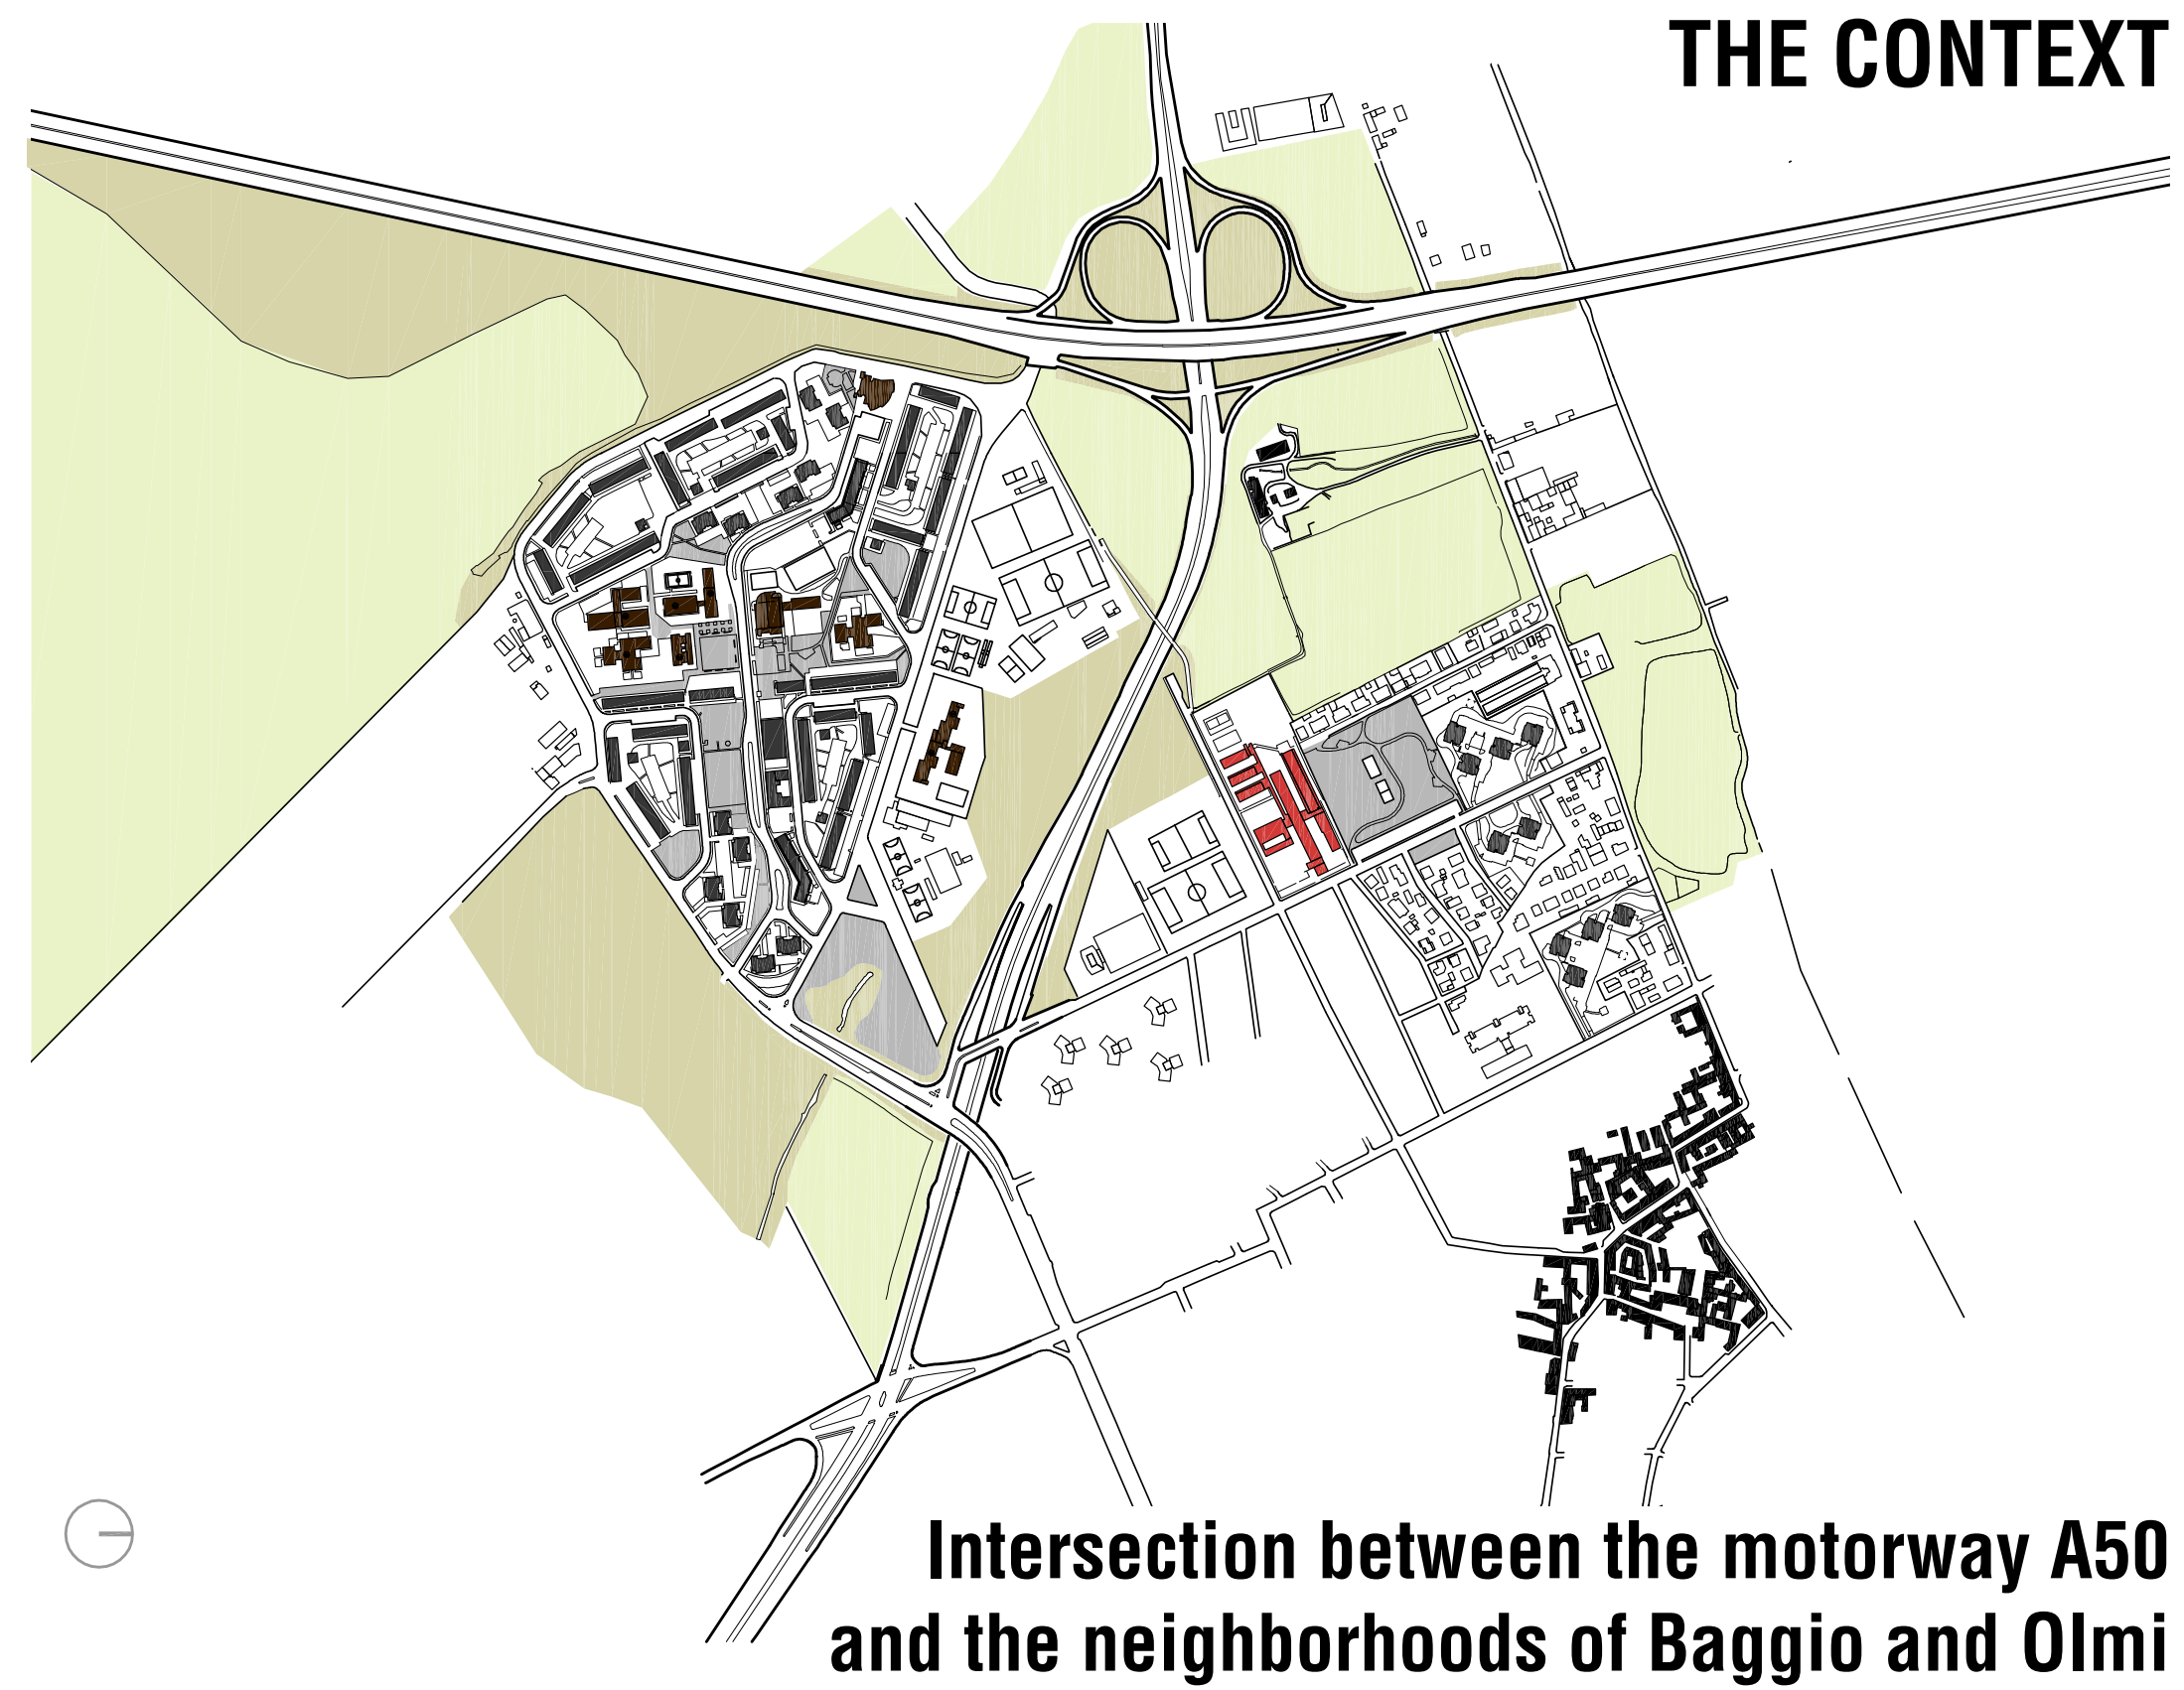 THE CONTEXT
Intersection between the motorway A50
and the neighborhoods of Baggio and Olmi